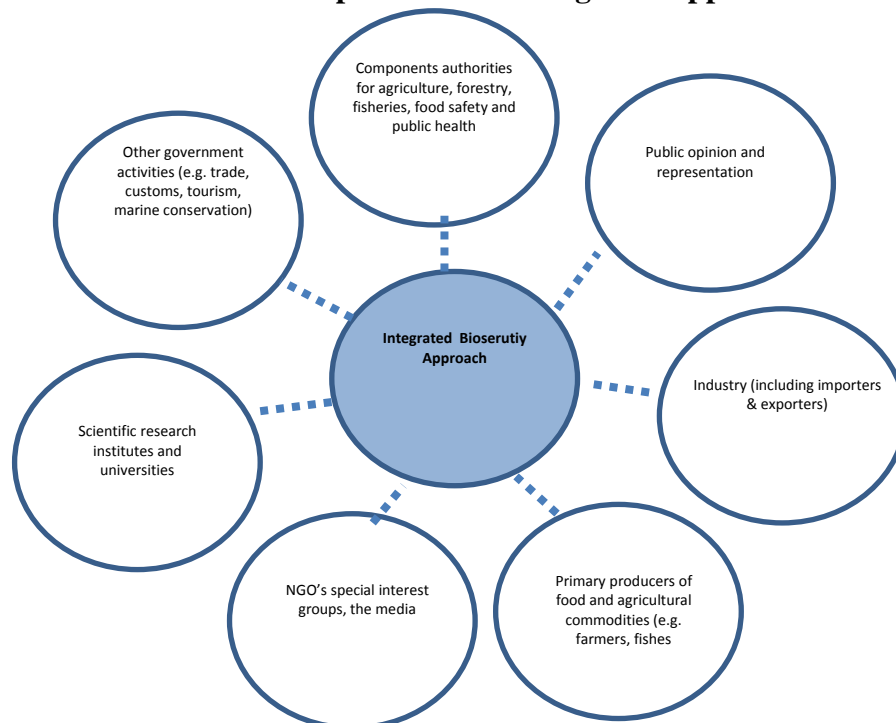 Components authorities
for agriculture, forestry,
fisheries, food safety and
public health
Other government
activities (e.g. trade,
customs, tourism,
marine conservation)
Public opinion and
representation
Integrated Bioserutiy
Approach
Industry (including importers
& exporters)
Scientific research
institutes and
universities
NGO's special interest
groups, the media
Primary producers of
food and agricultural
commodities (e.g.
farmers, fishes